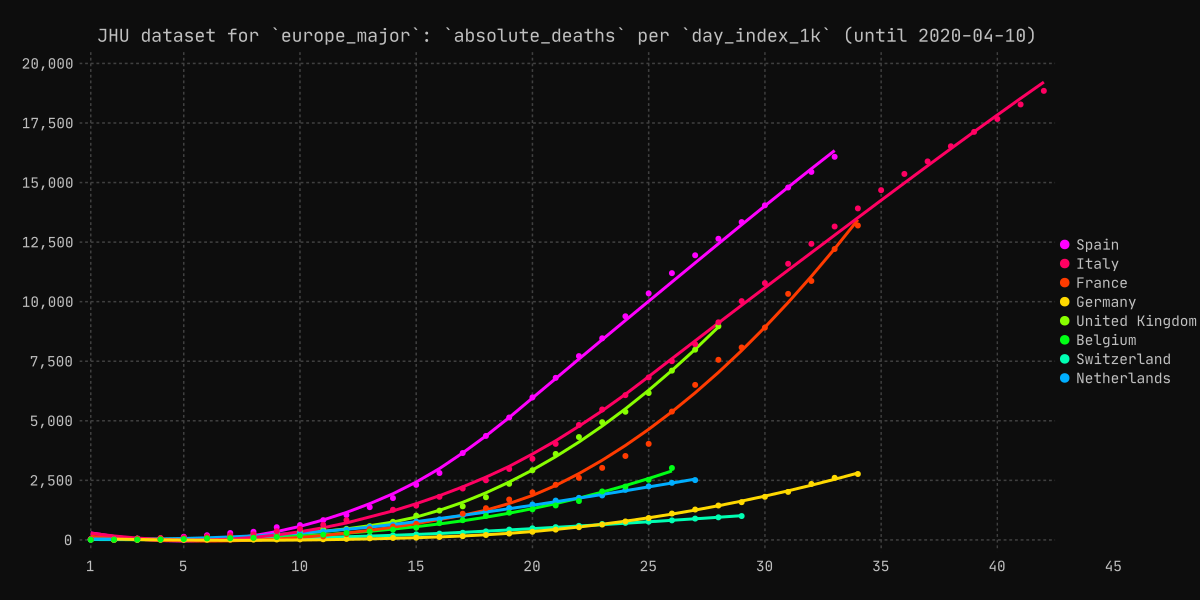 JHU dataset for `europe_major`: `absolute_deaths` per `day_index_1k` (until 2020-04-10)
20,000
17,500
15,000
12,500
10,000
7,500
5,000
2,500
0
1 5 10 15 20 25 30 35 40 45
Spain
Italy
France
Germany
United Kingdom
Belgium
Switzerland
Netherlands